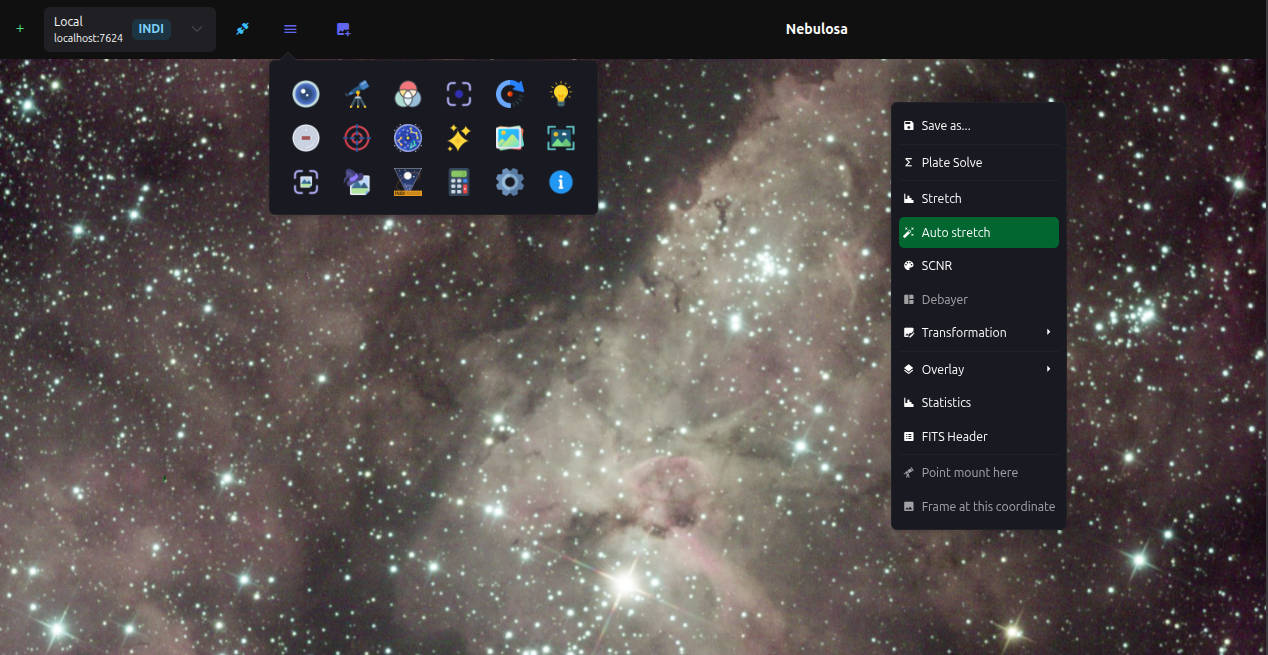 Local
localhost:7624
INDI
Nebulosa
Save as...
Plate Solve
Stretch
Auto stretch
SCNR
Debayer
Transformation
Overlay
Statistics
FITS Header
Point mount here
Frame at this coordinate